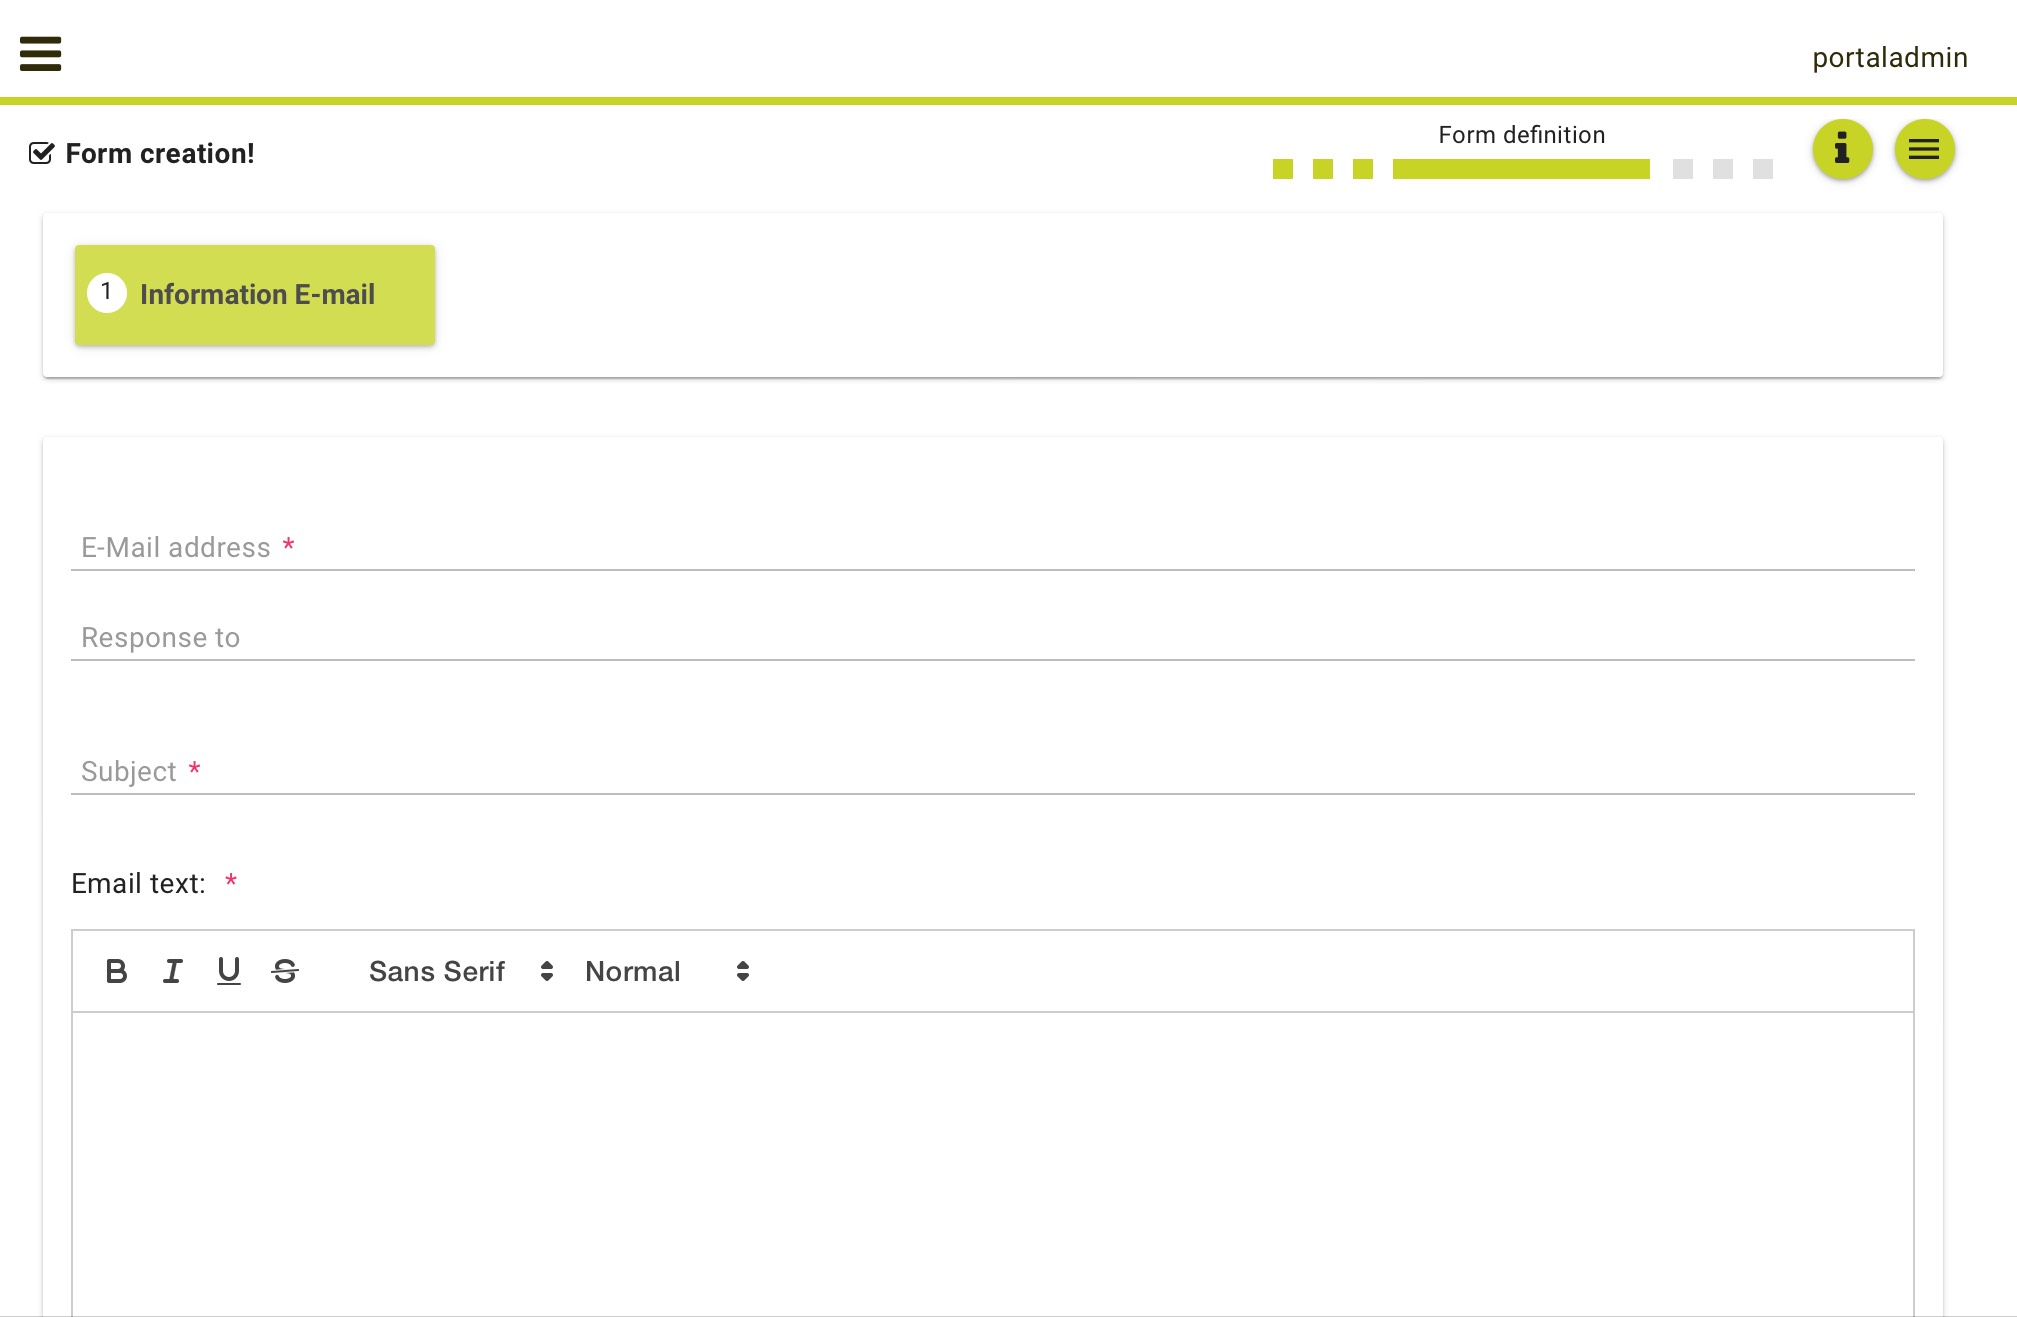 portaladmin
Form creation!
Form definition
1 Information E-mail
E-Mail address *
Response to
Subject *
Email text: *
B I U S Sans Serif Normal